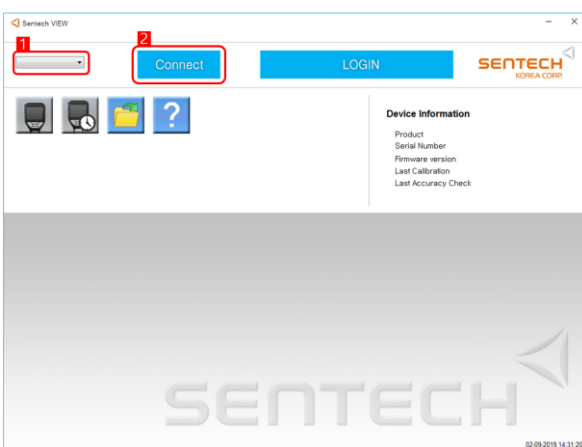 Sentech VIEW
1
2
Connect
LOGIN
SENTECH
KOREA CORP.
?
Device Information
Product
Serial Number
Firmware version
Last Calibration
Last Accuracy Check
SENTECH
02-09-2019 14:31:20